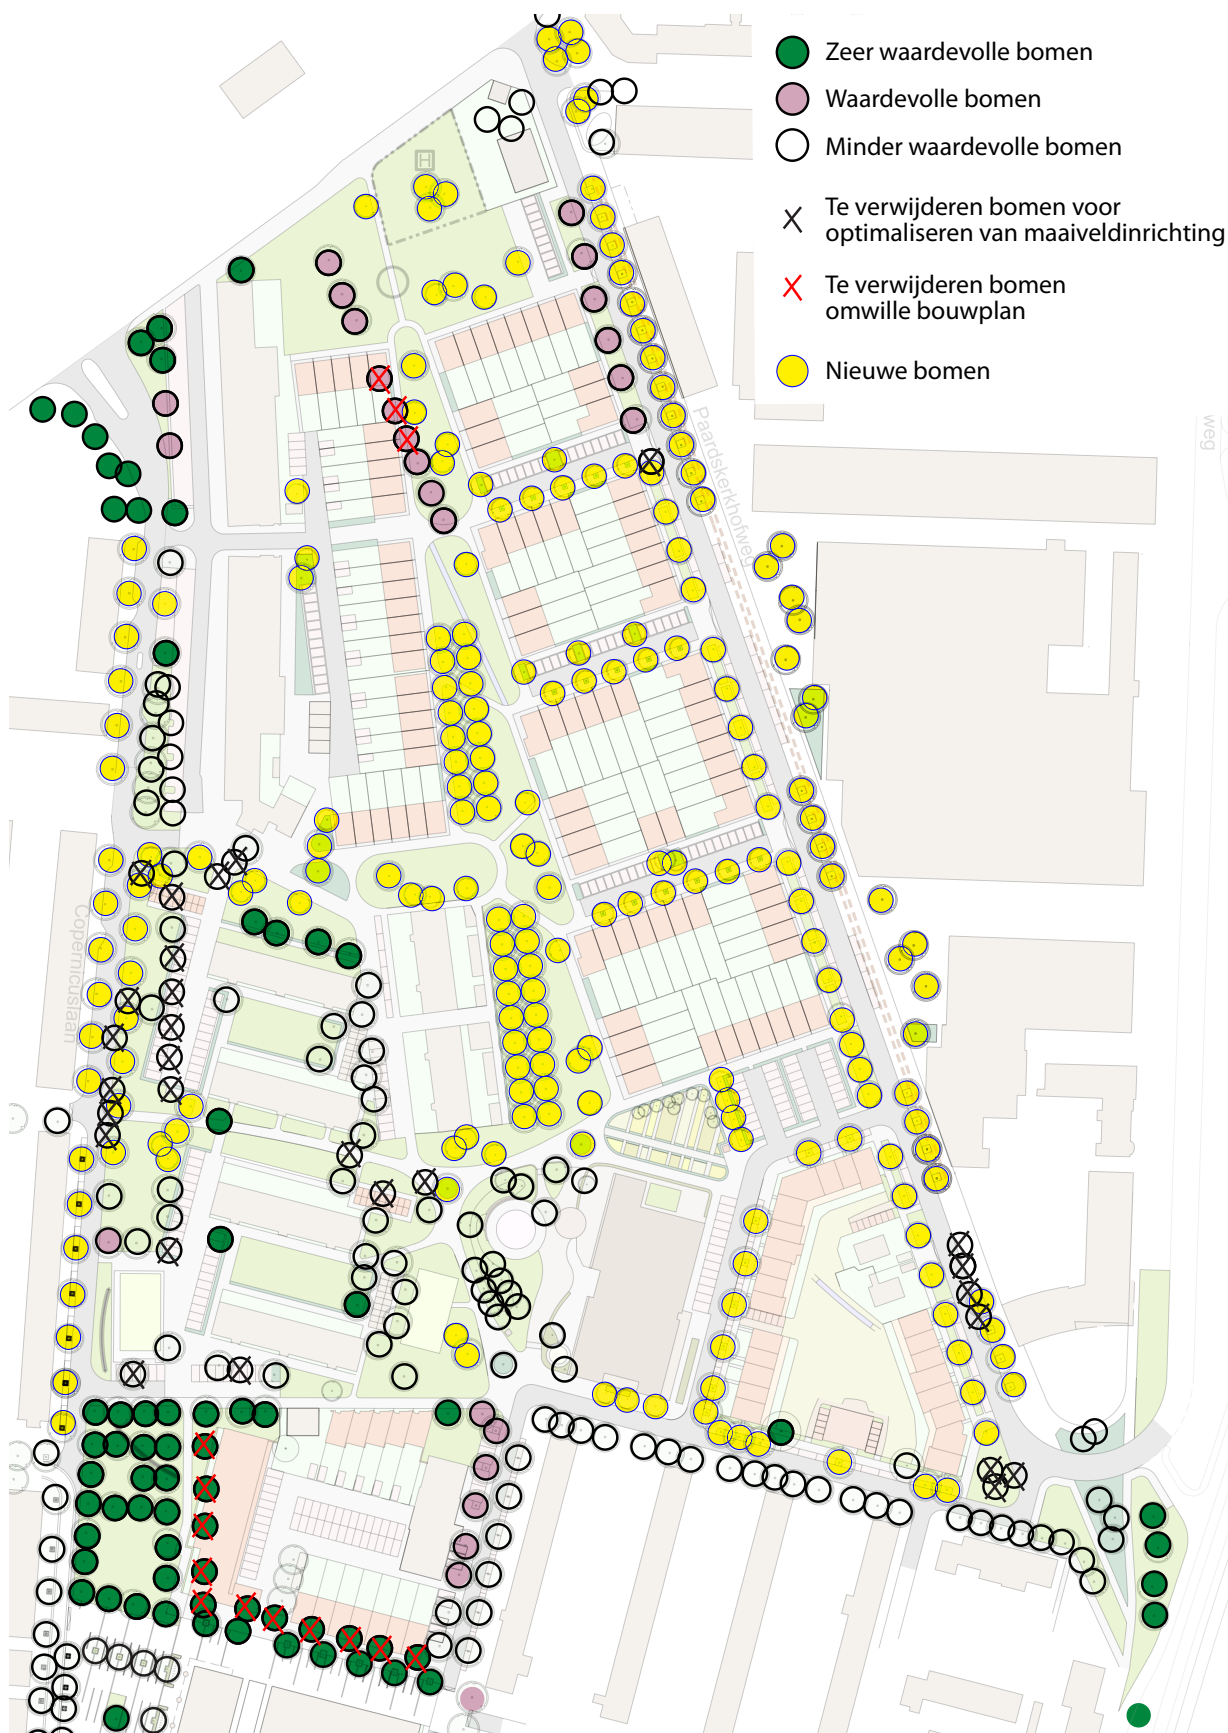 Zeer waardevolle bomen
Waardevolle bomen
Minder waardevolle bomen
Te verwijderen bomen voor
optimaliseren van maaiveldinrichting
Te verwijderen bomen
omwille bouwplan
Nieuwe bomen
H
Paardskerkhofweg
weg
Copernicuslaan